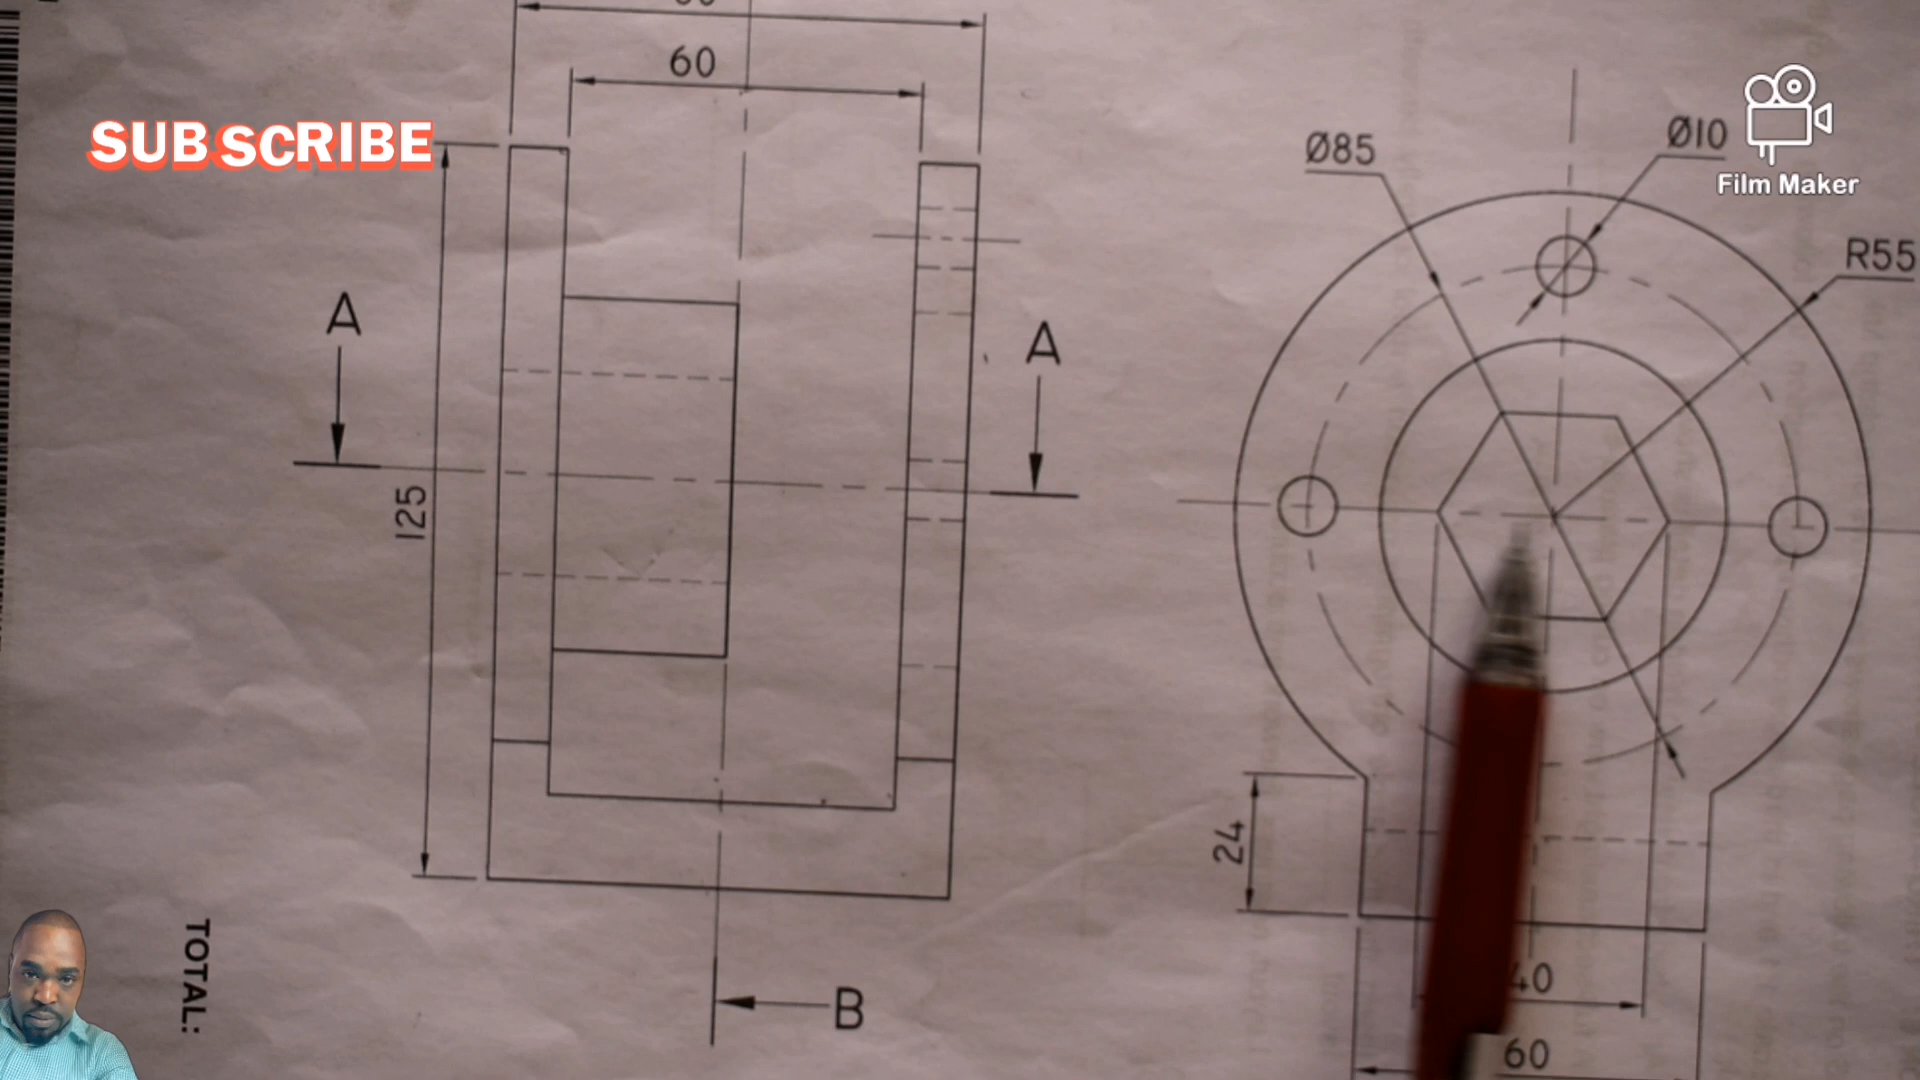 60
SUBSCRIBE
Ø85
Ø10
Film Maker
R55
A
A
125
24
40
B
60
TOTAL: